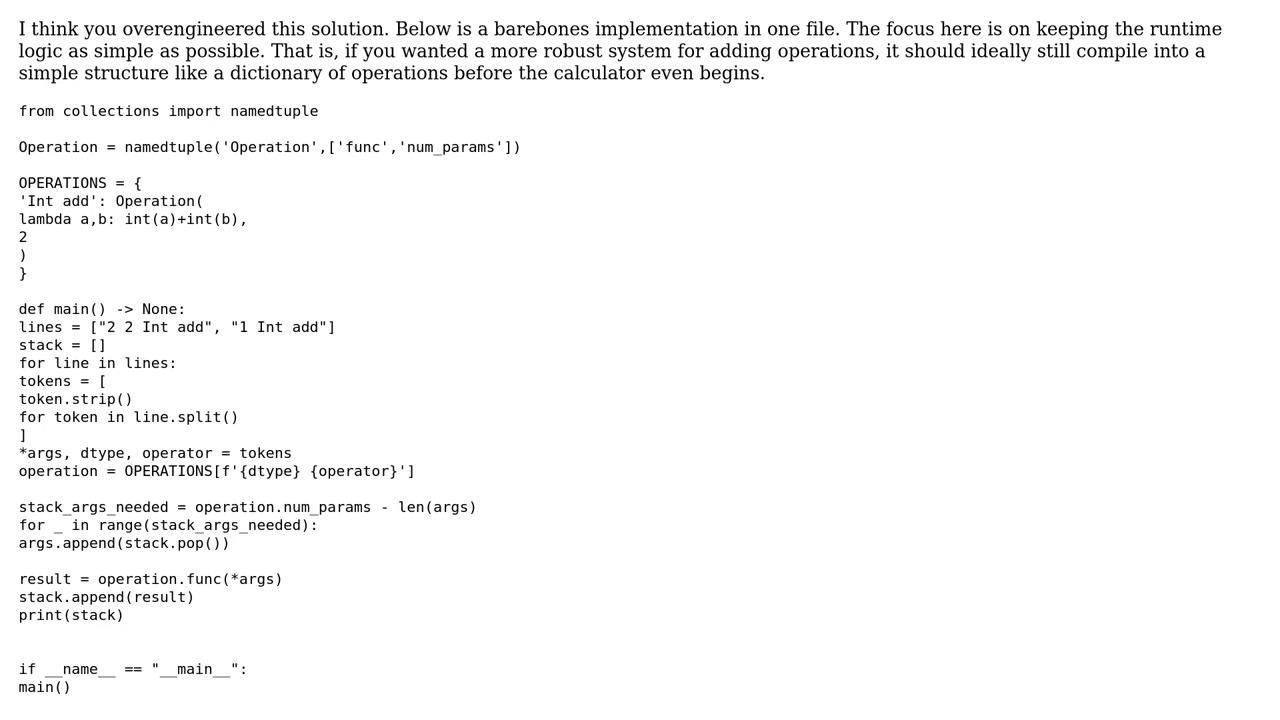 I think you overengineered this solution. Below is a barebones implementation in one file. The focus here is on keeping the runtime
logic as simple as possible. That is, if you wanted a more robust system for adding operations, it should ideally still compile into a
simple structure like a dictionary of operations before the calculator even begins.
from collections import namedtuple
Operation = namedtuple('Operation',['func','num_params'])
OPERATIONS = {
'Int add': Operation(
lambda a,b: int(a)+int(b),
2
)
}
def main() -> None:
lines = ["2 2 Int add", "1 Int add"]
stack = []
for line in lines:
tokens = [
token.strip()
for token in line.split()
]
*args, dtype, operator = tokens
operation = OPERATIONS[f'{dtype} {operator}']
stack_args_needed = operation.num_params - len(args)
for _ in range(stack_args_needed):
args.append(stack.pop())
result = operation.func(*args)
stack.append(result)
print(stack)
if __name__ == "__main__":
main()